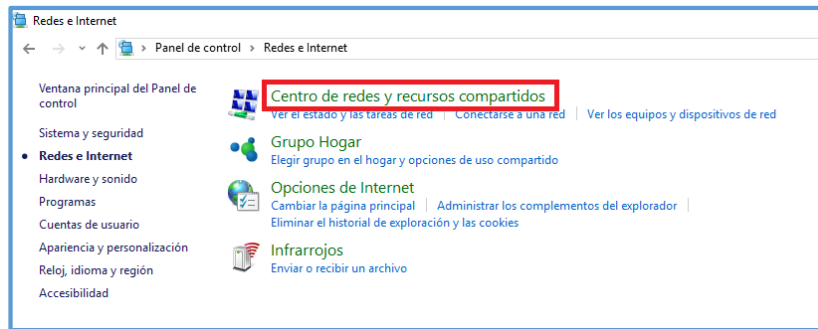 Redes e Internet
Panel de control > Redes e Internet
Ventana principal del Panel de
control
Sistema y seguridad
Redes e Internet
Hardware y sonido
Programas
Cuentas de usuario
Apariencia y personalización
Reloj, idioma y región
Accesibilidad
Centro de redes y recursos compartidos
Ver el estado y las tareas de red | Conectarse a una red | Ver los equipos y dispositivos de red
Grupo Hogar
Elegir grupo en el hogar y opciones de uso compartido
Opciones de Internet
Cambiar la página principal | Administrar los complementos del explorador |
Eliminar el historial de exploración y las cookies
Infrarrojos
Enviar o recibir un archivo